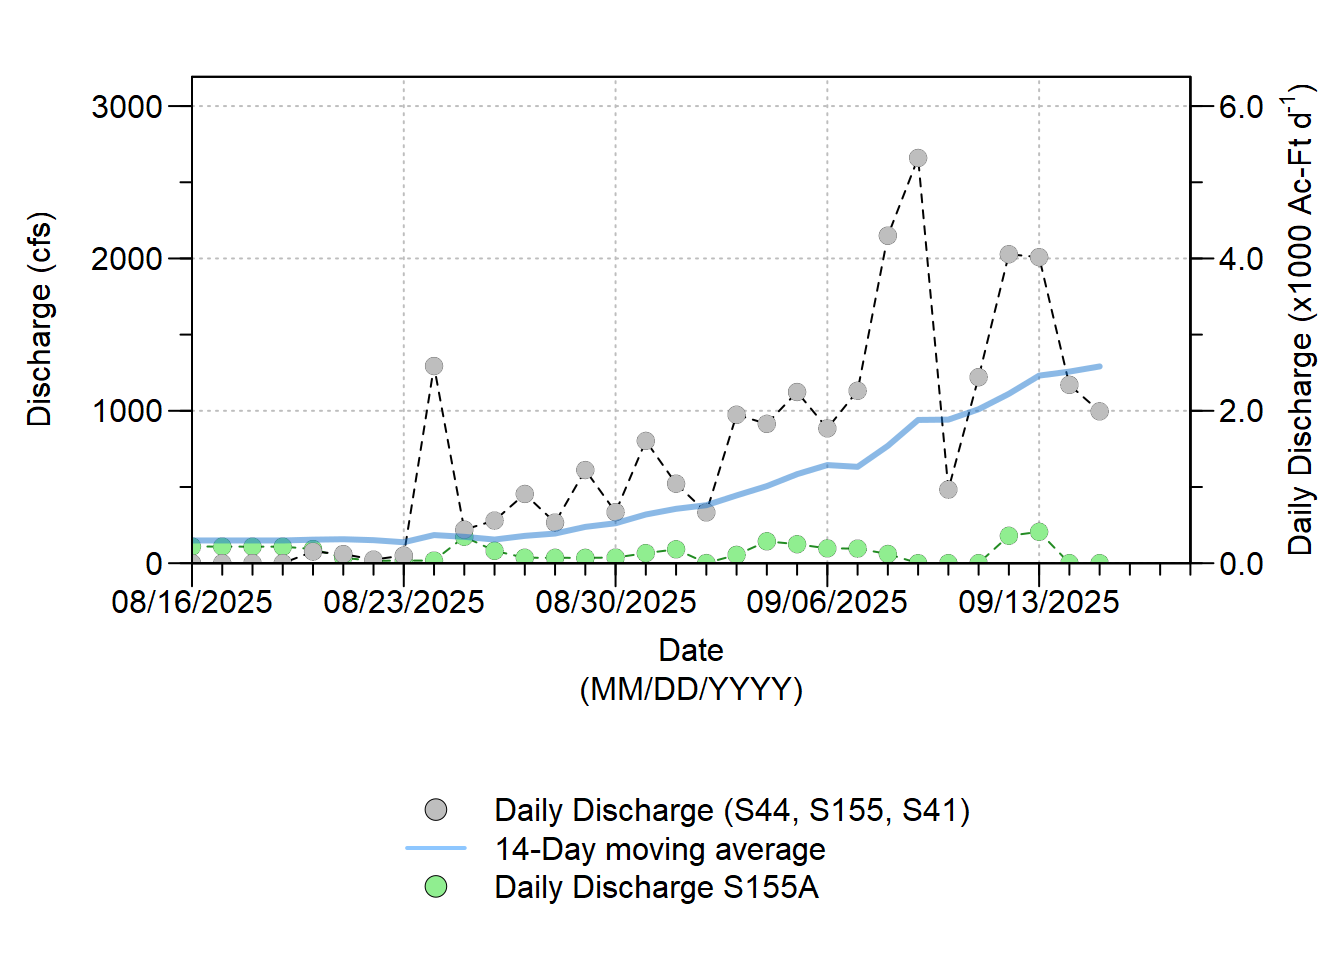 3000
2000
1000
0
Discharge (cfs)
6.0
4.0
2.0
0.0
Daily Discharge (x1000 Ac-Ft d-1)
08/16/2025 08/23/2025 08/30/2025 09/06/2025 09/13/2025
Date
(MM/DD/YYYY)
Daily Discharge (S44, S155, S41)
14-Day moving average
Daily Discharge S155A